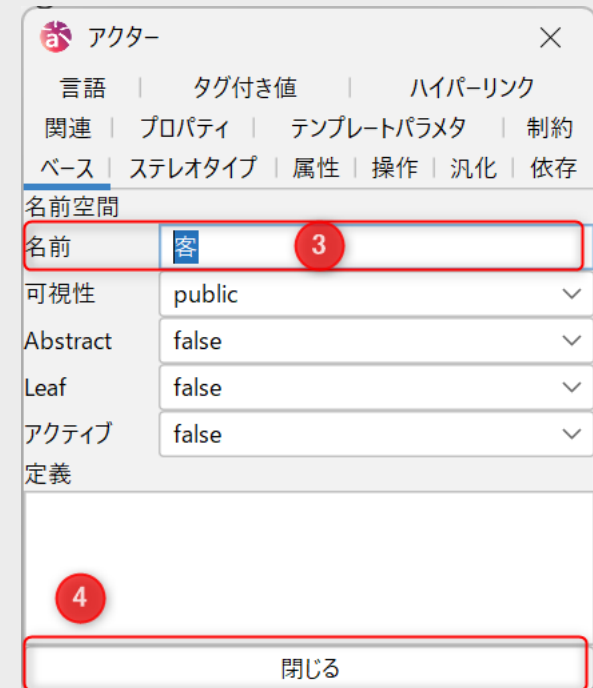 アクター
言語 タグ付き値 ハイパーリンク
関連 プロパティ テンプレートパラメタ 制約
ベース ステレオタイプ 属性 操作 汎化 依存
名前空間
名前 客 3
可視性 public
Abstract false
Leaf false
アクティブ false
定義
4
閉じる